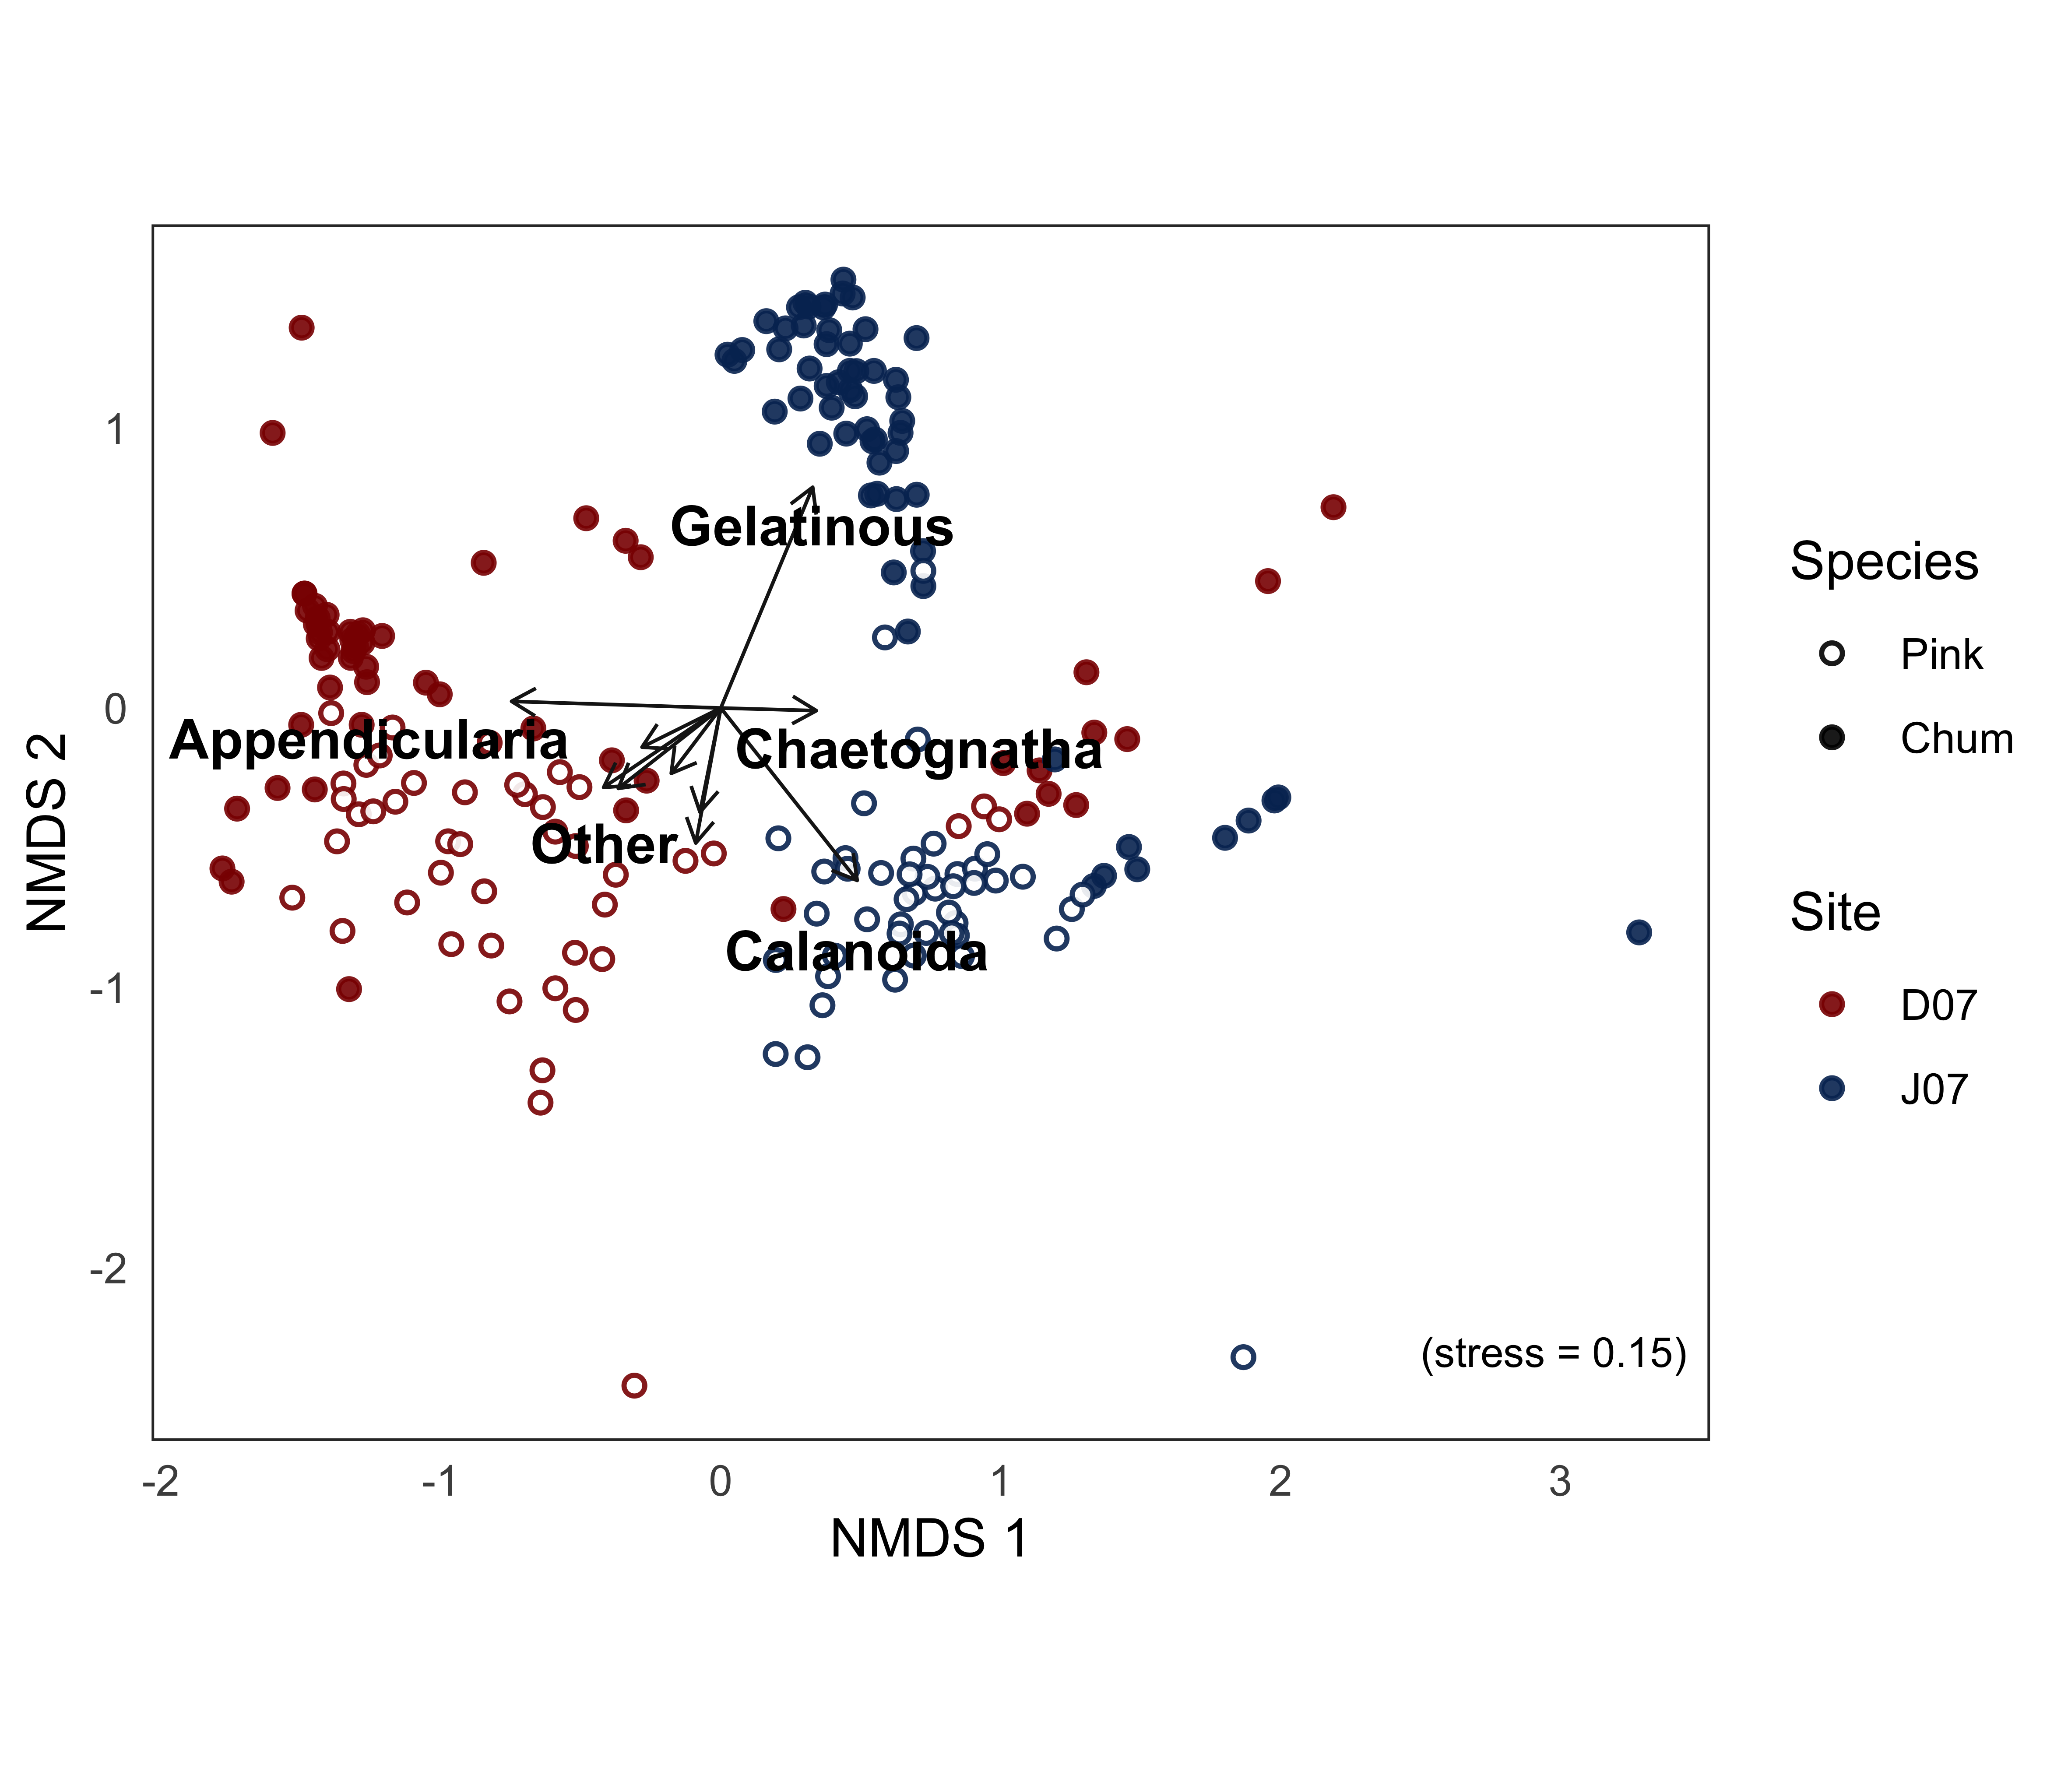 1
0
-1
-2
NMDS 2
-2
-1
0
1
2
3
NMDS 1
Gelatinous
Appendicularia
Chaetognatha
Other
Calanoida
(stress = 0.15)
Species
Pink
Chum
Site
D07
J07